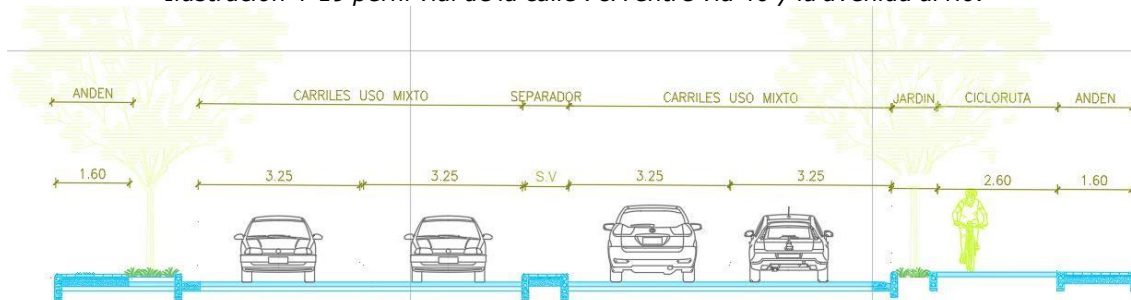 ANDEN CARRILES USO MIXTO SEPARADOR CARRILES USO MIXTO JARDIN CICLORUTA ANDEN
1.60 3.25 3.25 S.V 3.25 3.25 2.60 1.60